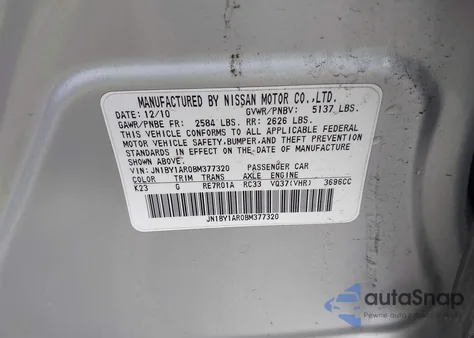 MANUFACTURED BY NISSAN MOTOR CO.,LTD.
DATE: 12/10 GVWR/PNBV: 5137 LBS.
GAWR/PNBE FR: 2584 LBS. RR: 2626 LBS.
THIS VEHICLE CONFORMS TO ALL APPLICABLE FEDERAL
MOTOR VEHICLE SAFETY,BUMPER,AND THEFT PREVENTION
STANDARDS IN EFFECT ON THE DATE OF MANUFACTURE
SHOWN ABOVE.
VIN: JN1BY1AR0BM377320 PASSENGER CAR
COLOR TRIM TRANS AXLE ENGINE
K23 G RE7R01A RC33 VQ37(VHR) 3696CC
JN1BY1AR0BM377320
autoSnap
Pewne auto prosto z